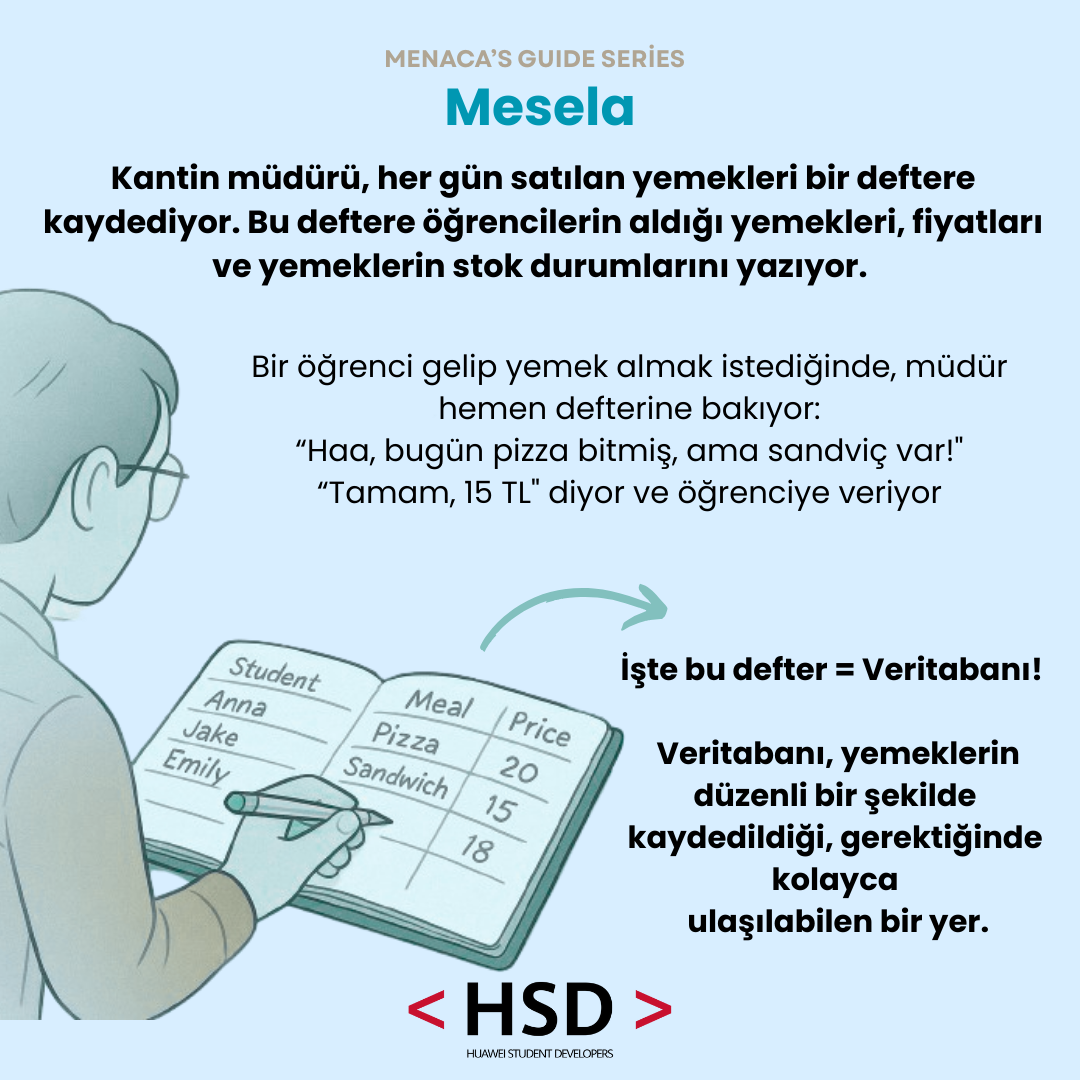 MENACA’S GUIDE SERİES
Mesela
Kantin müdürü, her gün satılan yemekleri bir deftere
kaydediyor. Bu deftere öğrencilerin aldığı yemekleri, fiyatları
ve yemeklerin stok durumlarını yazıyor.
Bir öğrenci gelip yemek almak istediğinde, müdür
hemen defterine bakıyor:
“Haa, bugün pizza bitmiş, ama sandviç var!"
“Tamam, 15 TL" diyor ve öğrenciye veriyor
Student
Anna
Jake
Emily
Meal Price
Pizza 20
Sandwich 15
18
İşte bu defter = Veritabanı!
Veritabanı, yemeklerin
düzenli bir şekilde
kaydedildiği, gerektiğinde
kolayca
ulaşılabilen bir yer.
< HSD >
HUAWEI STUDENT DEVELOPERS